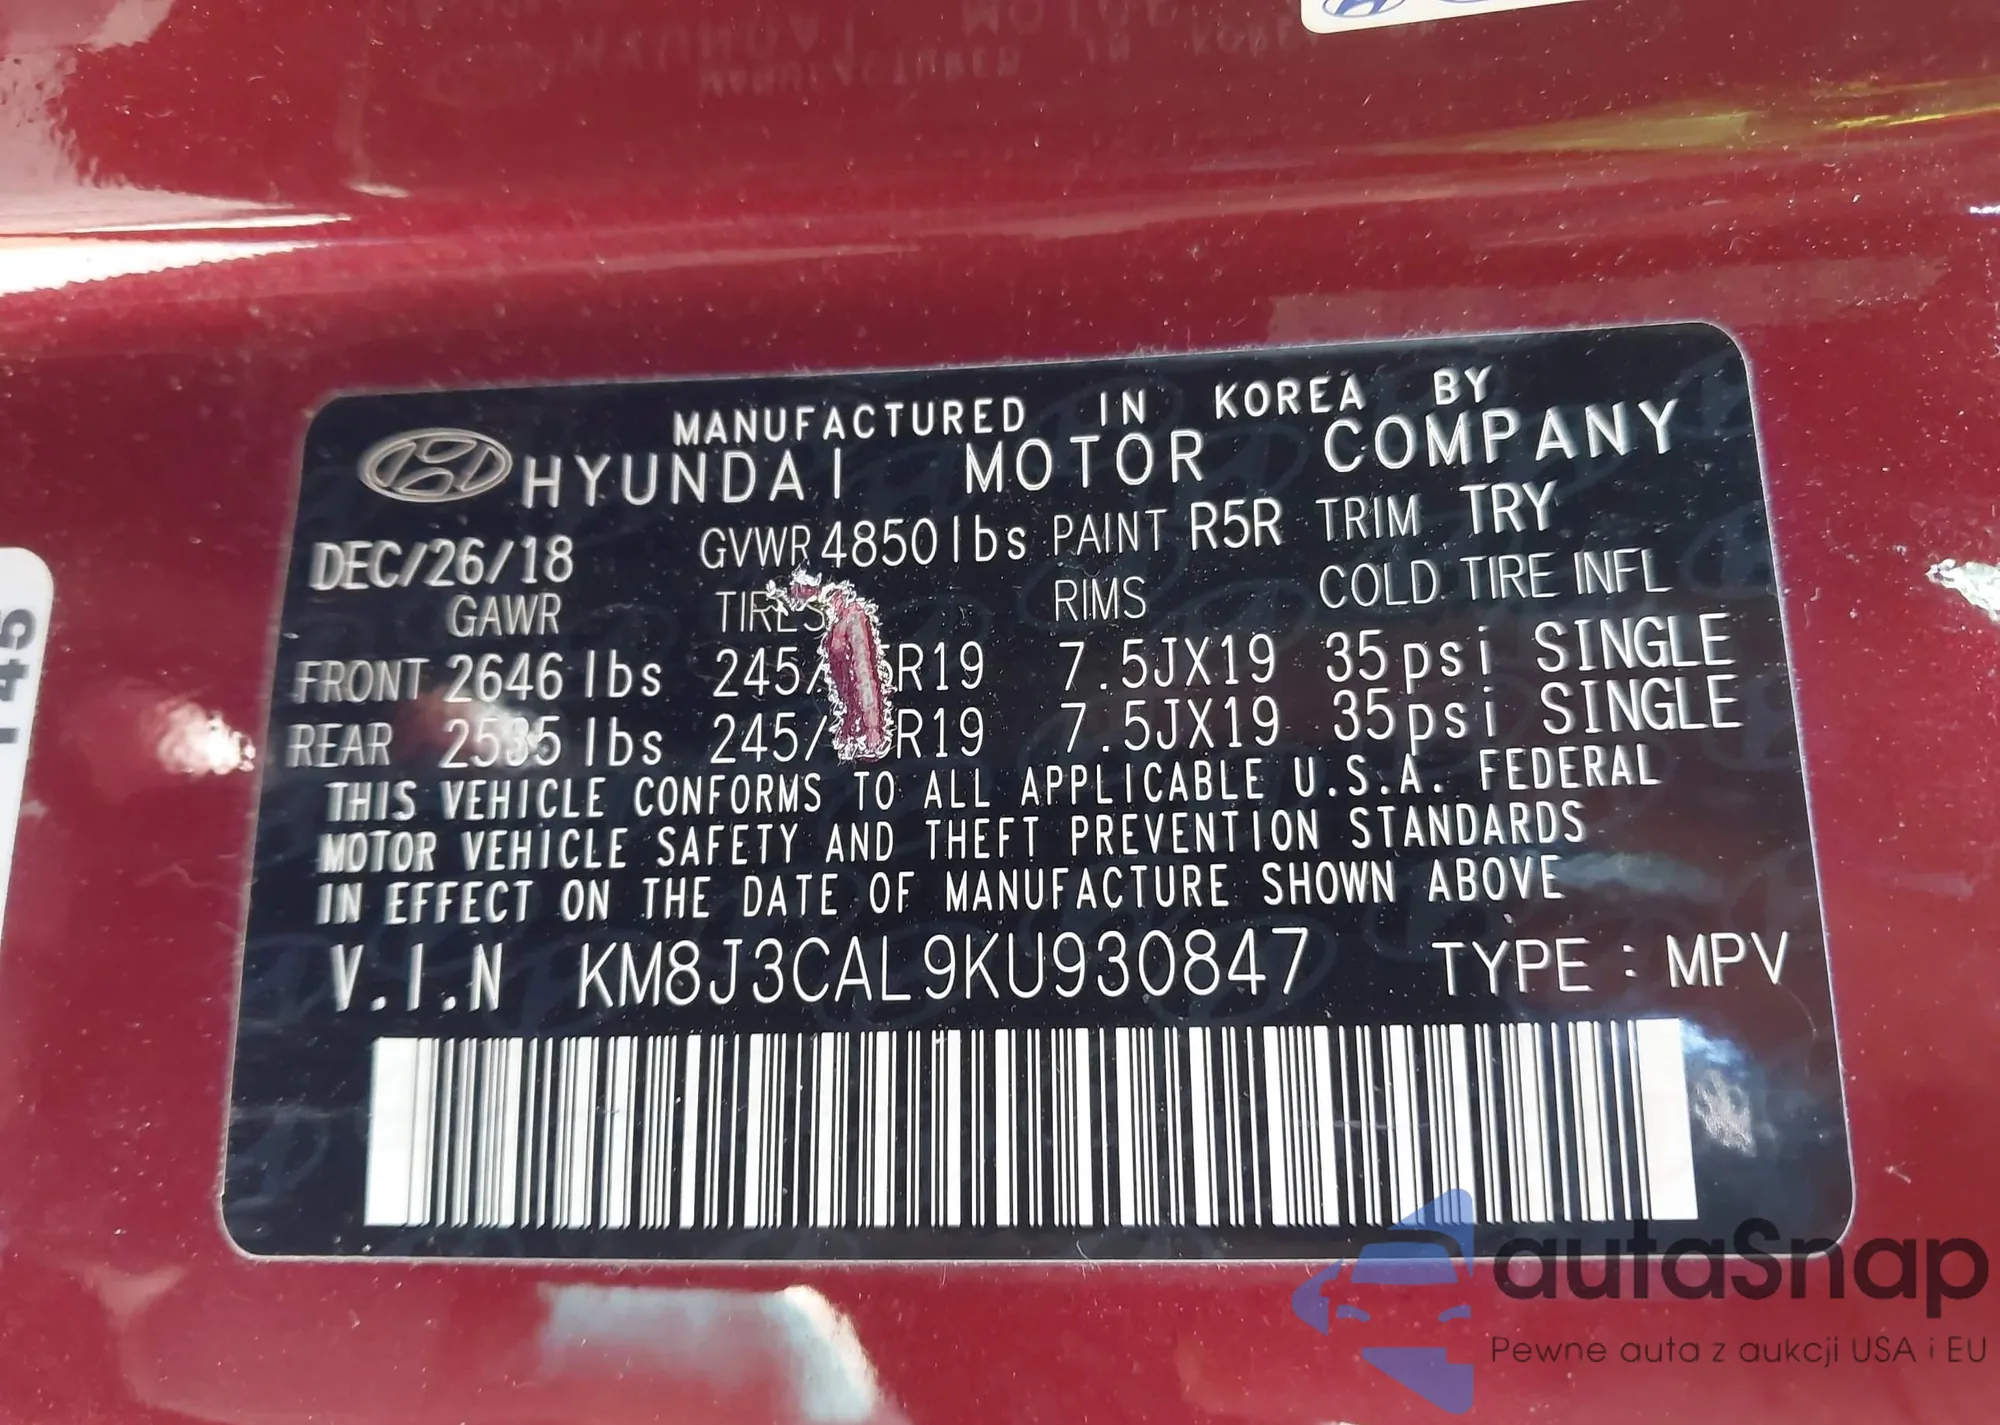 MANUFACTURED IN KOREA BY
HYUNDAI MOTOR COMPANY
DEC/26/18 GVWR 4850 lbs PAINT R5R TRIM TRY
GAWR TIRES RIMS COLD TIRE INFL
FRONT 2646 lbs R19 7.5JX19 35psi SINGLE
REAR 2535 lbs R19 7.5JX19 35psi SINGLE
THIS VEHICLE CONFORMS TO ALL APPLICABLE U.S.A. FEDERAL
MOTOR VEHICLE SAFETY AND THEFT PREVENTION STANDARDS
IN EFFECT ON THE DATE OF MANUFACTURE SHOWN ABOVE
V.I.N KM8J3CAL9KU930847 TYPE : MPV
145
autaSnap
Pewne auta z aukcji USA i EU